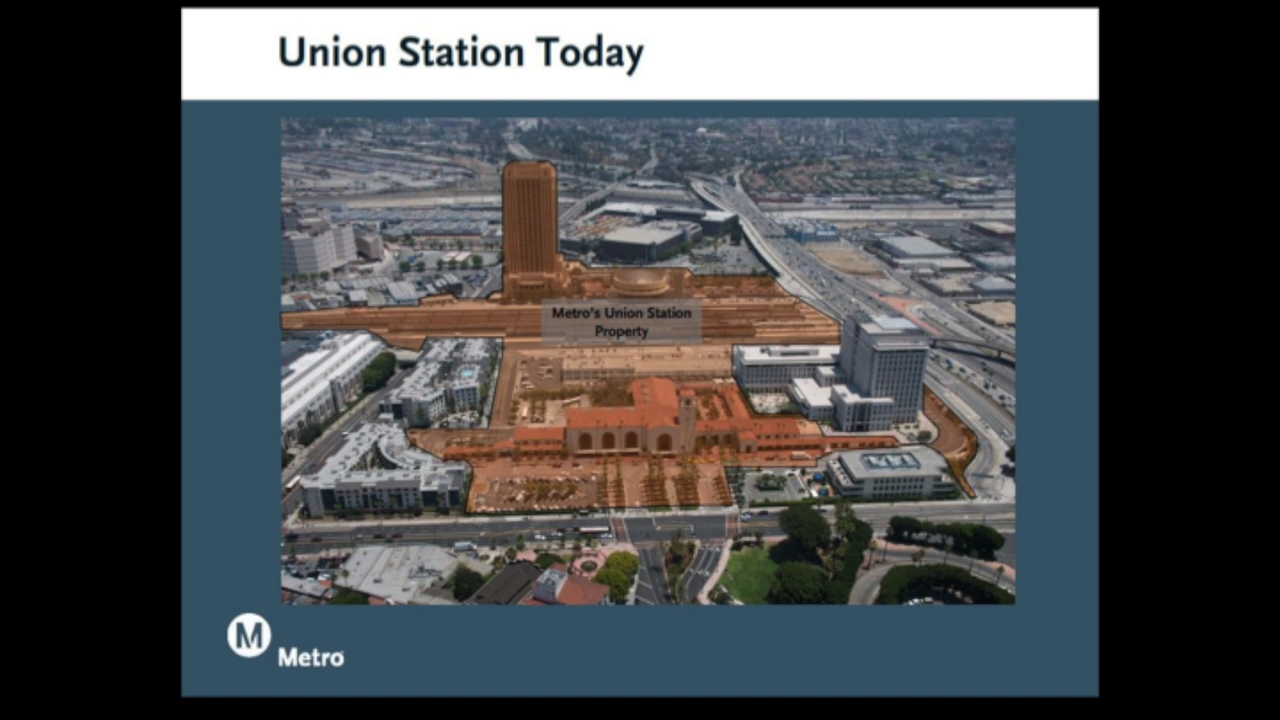 Union Station Today
Metro's Union Station
Property
M
Metro